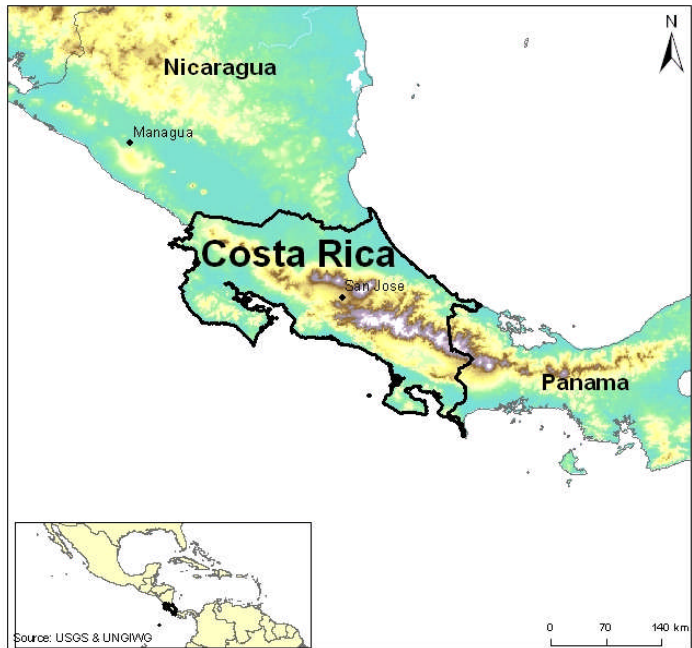 N
Nicaragua
Managua
Costa Rica
San Jose
Panama
Source: USGS & UNGIWG
0 70 140 km